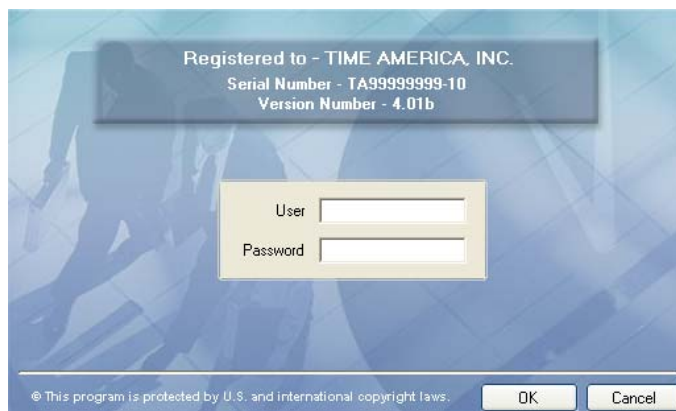 Registered to - TIME AMERICA, INC.
Serial Number - TA99999999-10
Version Number - 4.01b
User
Password
© This program is protected by U.S. and international copyright laws.
OK
Cancel